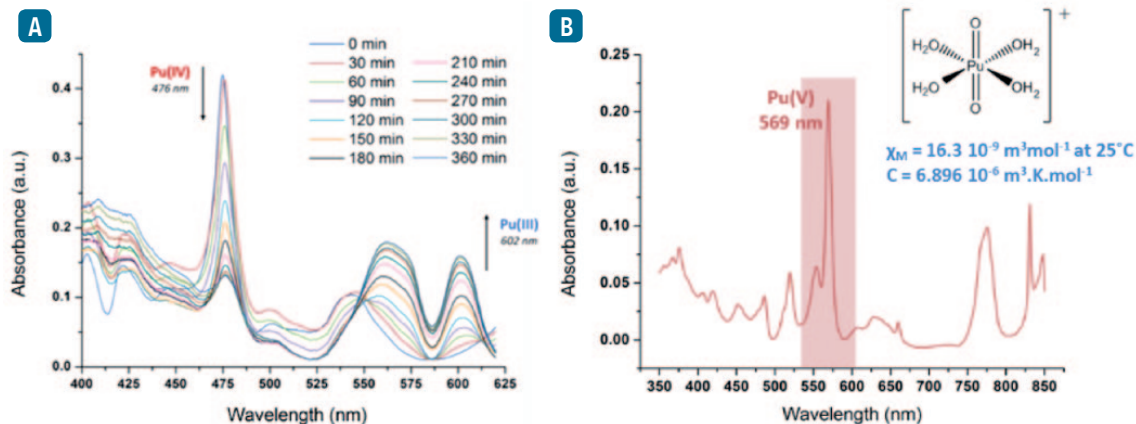 A
Pu(IV)
476 nm
0 min
30 min
60 min
90 min
120 min
150 min
180 min
210 min
240 min
270 min
300 min
330 min
360 min
Pu(III)
602 nm
Absorbance (a.u.)
0.4
0.3
0.2
0.1
0.0
400 425 450 475 500 525 550 575 600 625
Wavelength (nm)
B
Pu(V)
569 nm
O
H₂O Pu OH₂
H₂O OH₂
O
+
χM = 16.3 10⁻⁹ m³mol⁻¹ at 25°C
C = 6.896 10⁻⁶ m³.K.mol⁻¹
Absorbance (a.u.)
0.25
0.20
0.15
0.10
0.05
0.00
350 400 450 500 550 600 650 700 750 800 850
Wavelength (nm)